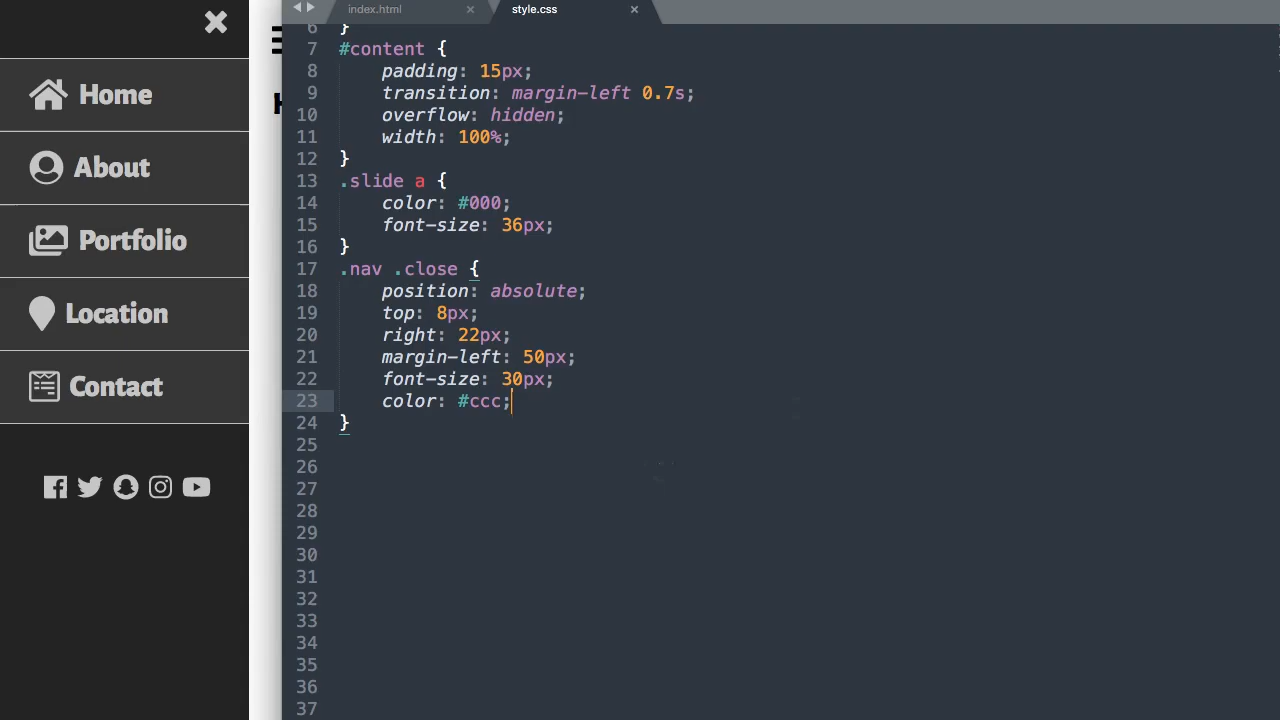 index.html
style.css
Home
About
Portfolio
Location
Contact
6 }
7 #content {
8 padding: 15px;
9 transition: margin-left 0.7s;
10 overflow: hidden;
11 width: 100%;
12 }
13 .slide a {
14 color: #000;
15 font-size: 36px;
16 }
17 .nav .close {
18 position: absolute;
19 top: 8px;
20 right: 22px;
21 margin-left: 50px;
22 font-size: 30px;
23 color: #ccc;
24 }
25
26
27
28
29
30
31
32
33
34
35
36
37